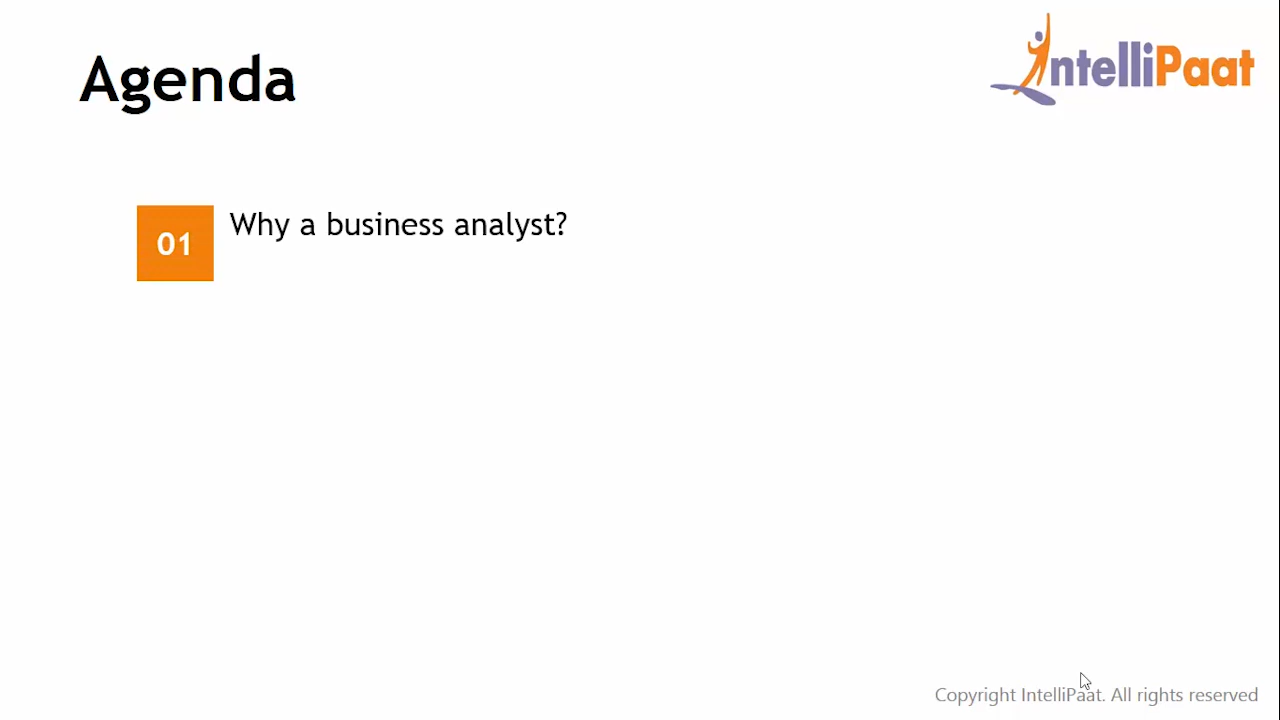 Agenda
IntelliPaat
01
Why a business analyst?
Copyright IntelliPaat. All rights reserved